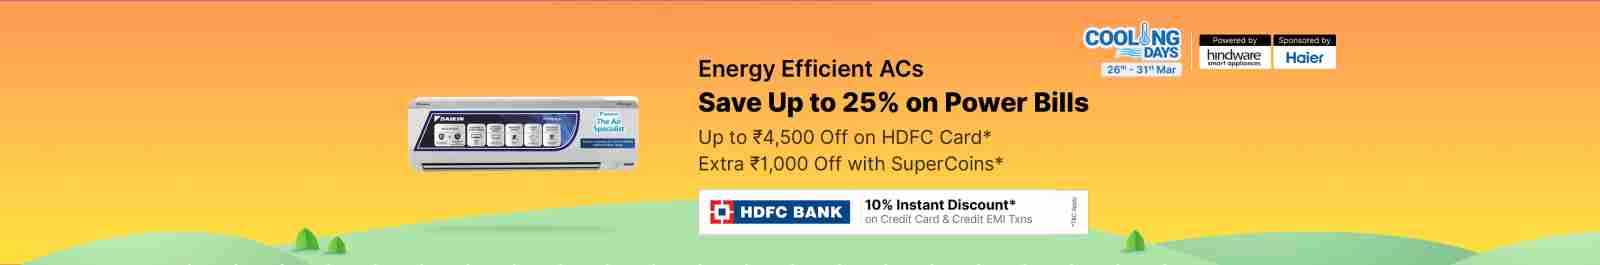 COOLING
DAYS
26th - 31st Mar
Powered by
hindware
smart appliances
Sponsored by
Haier
Energy Efficient ACs
Save Up to 25% on Power Bills
Up to ₹4,500 Off on HDFC Card*
Extra ₹1,000 Off with SuperCoins*
HDFC BANK
10% Instant Discount*
on Credit Card & Credit EMI Txns
*T&C Apply
DAIKIN
The Air
Specialist